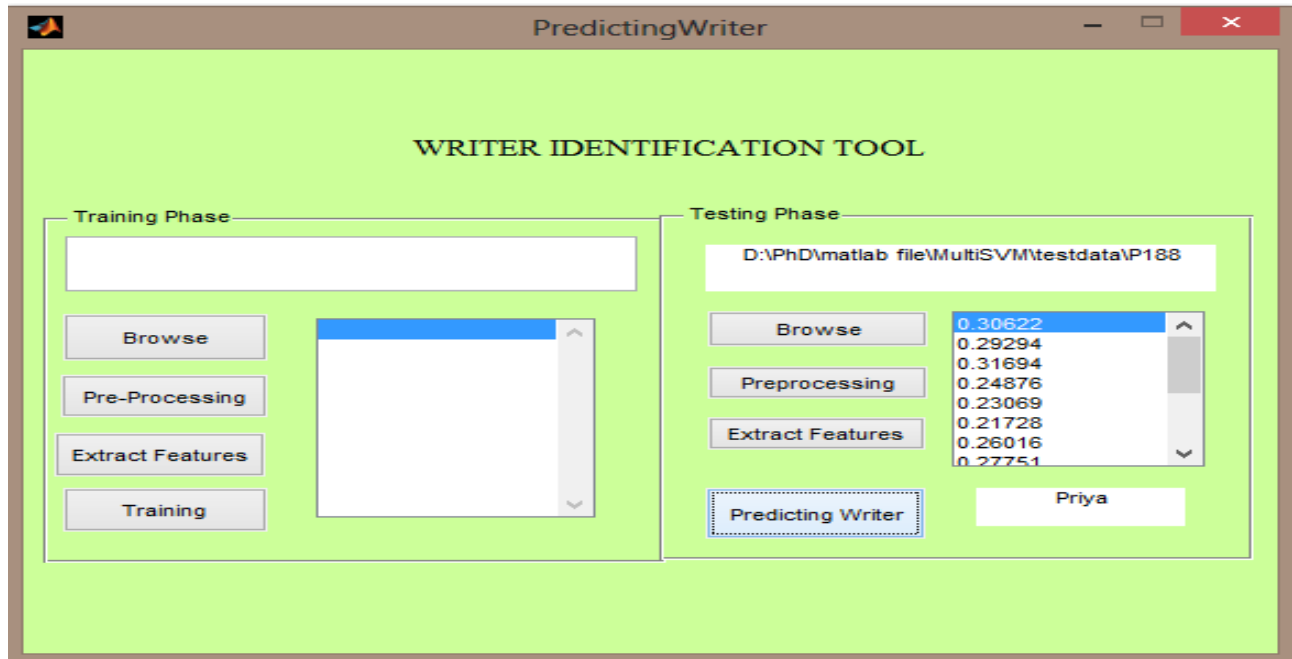 PredictingWriter
WRITER IDENTIFICATION TOOL
Training Phase
Browse
Pre-Processing
Extract Features
Training
Testing Phase
D:\PhD\matlab file\MultiSVM\testdata\P188
Browse
Preprocessing
Extract Features
0.30622
0.29294
0.31694
0.24876
0.23069
0.21728
0.26016
0.27751
Predicting Writer
Priya